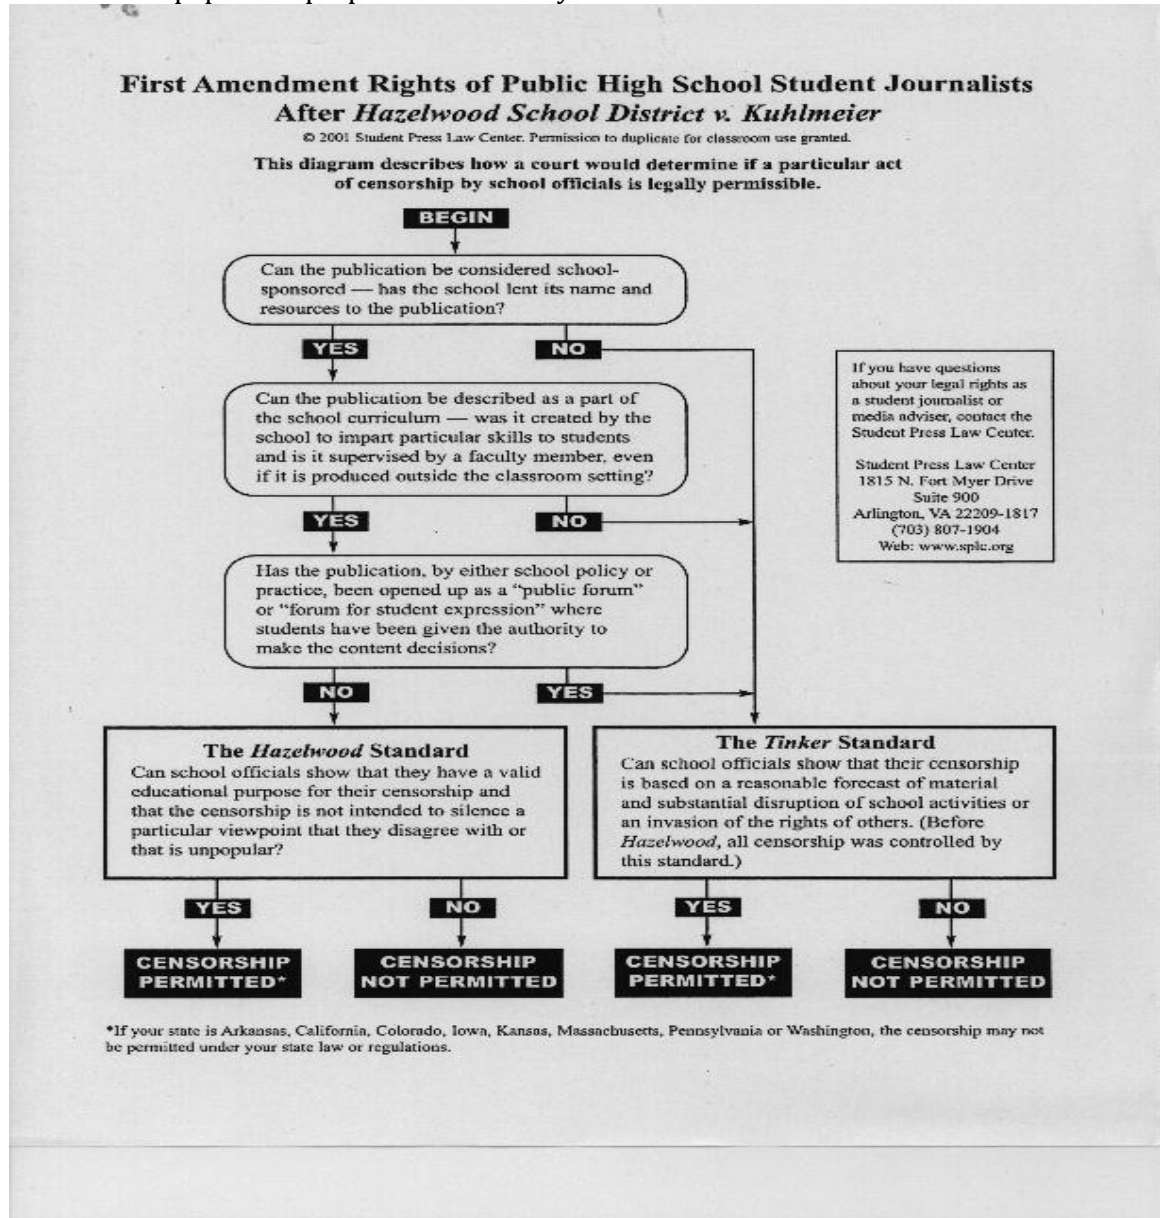 First Amendment Rights of Public High School Student Journalists
After Hazelwood School District v. Kuhlmeier
© 2001 Student Press Law Center. Permission to duplicate for classroom use granted.
This diagram describes how a court would determine if a particular act
of censorship by school officials is legally permissible.
BEGIN
Can the publication be considered school-
sponsored — has the school lent its name and
resources to the publication?
YES
NO
Can the publication be described as a part of
the school curriculum — was it created by the
school to impart particular skills to students
and is it supervised by a faculty member, even
if it is produced outside the classroom setting?
YES
NO
Has the publication, by either school policy or
practice, been opened up as a "public forum"
or "forum for student expression" where
students have been given the authority to
make the content decisions?
NO
YES
If you have questions
about your legal rights as
a student journalist or
media adviser, contact the
Student Press Law Center.
Student Press Law Center
1815 N. Fort Myer Drive
Suite 900
Arlington, VA 22209-1817
(703) 807-1904
Web: www.splc.org
The Hazelwood Standard
Can school officials show that they have a valid
educational purpose for their censorship and
that the censorship is not intended to silence a
particular viewpoint that they disagree with or
that is unpopular?
YES
NO
CENSORSHIP
PERMITTED*
CENSORSHIP
NOT PERMITTED
The Tinker Standard
Can school officials show that their censorship
is based on a reasonable forecast of material
and substantial disruption of school activities or
an invasion of the rights of others. (Before
Hazelwood, all censorship was controlled by
this standard.)
YES
NO
CENSORSHIP
PERMITTED*
CENSORSHIP
NOT PERMITTED
*If your state is Arkansas, California, Colorado, Iowa, Kansas, Massachusetts, Pennsylvania or Washington, the censorship may not
be permitted under your state law or regulations.